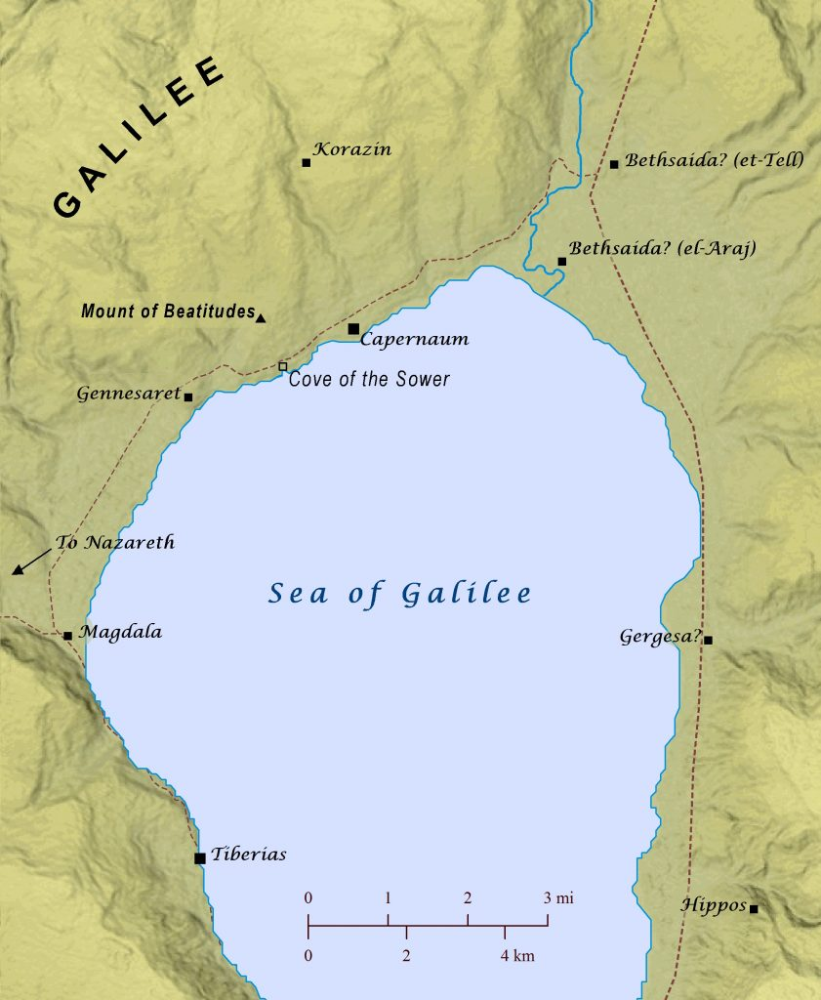 GALILEE
Korazin
Bethsaida? (et-Tell)
Bethsaida? (el-Araj)
Mount of Beatitudes
Capernaum
Cove of the Sower
Gennesaret
To Nazareth
Sea of Galilee
Magdala
Gergesa?
Tiberias
0 1 2 3 mi
Hippos
0 2 4 km